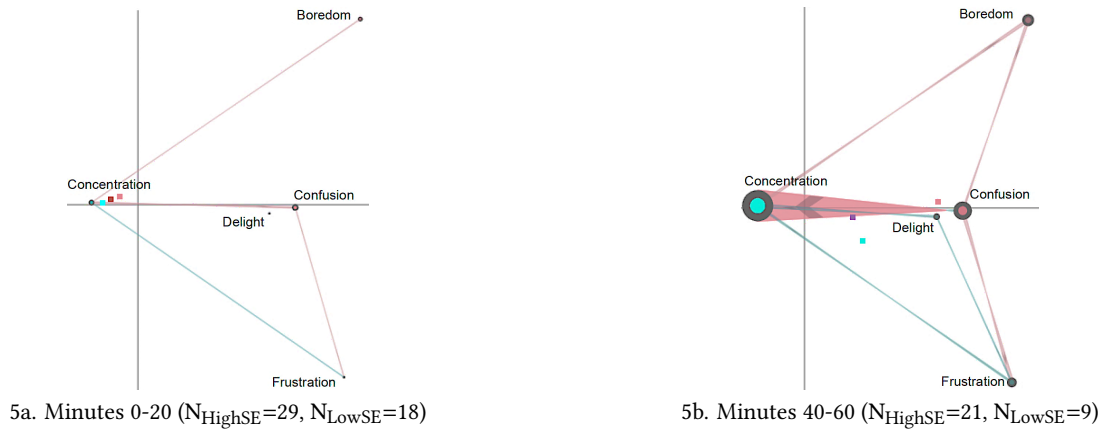 Boredom
Concentration
Confusion
Delight
Frustration
5a. Minutes 0-20 (N_HighSE=29, N_LowSE=18)
Boredom
Concentration
Confusion
Delight
Frustration
5b. Minutes 40-60 (N_HighSE=21, N_LowSE=9)